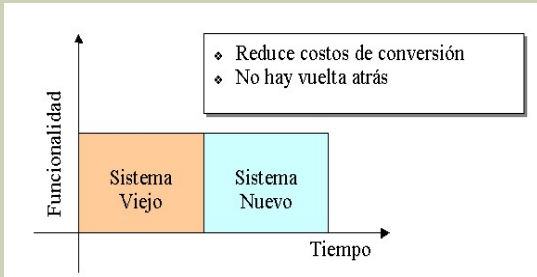 ❖ Reduce costos de conversión
❖ No hay vuelta atrás
Funcionalidad
Sistema
Viejo
Sistema
Nuevo
Tiempo